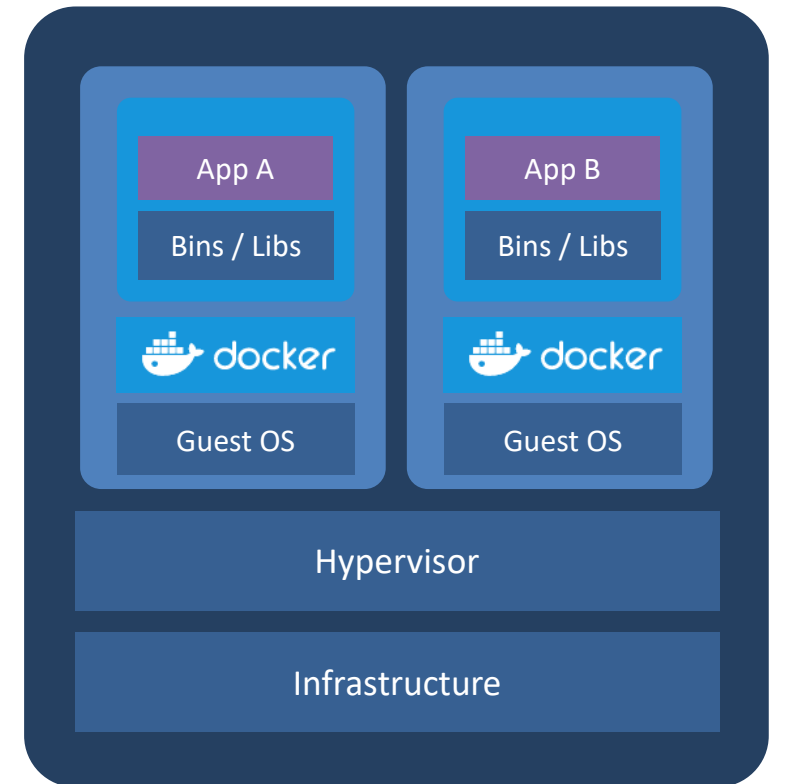 App A
Bins / Libs
docker
Guest OS
App B
Bins / Libs
docker
Guest OS
Hypervisor
Infrastructure